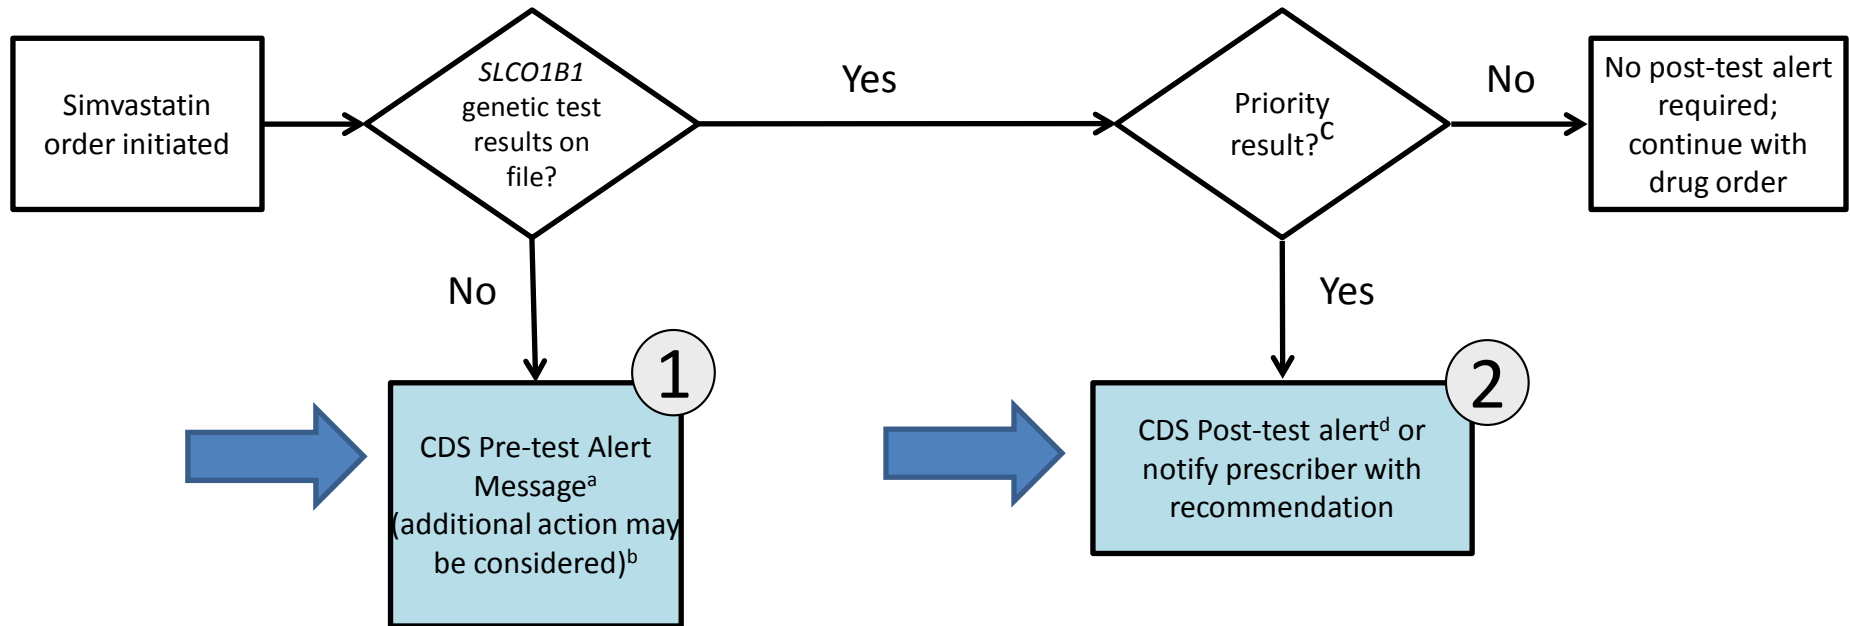 Simvastatin
order initiated
SLCO1B1
genetic test
results on
file?
Yes
Priority
result?c
No
No post-test alert
required;
continue with
drug order
No
Yes
1
CDS Pre-test Alert
Messageᵃ
(additional action may
be considered)ᵇ
2
CDS Post-test alertᵈ or
notify prescriber with
recommendation